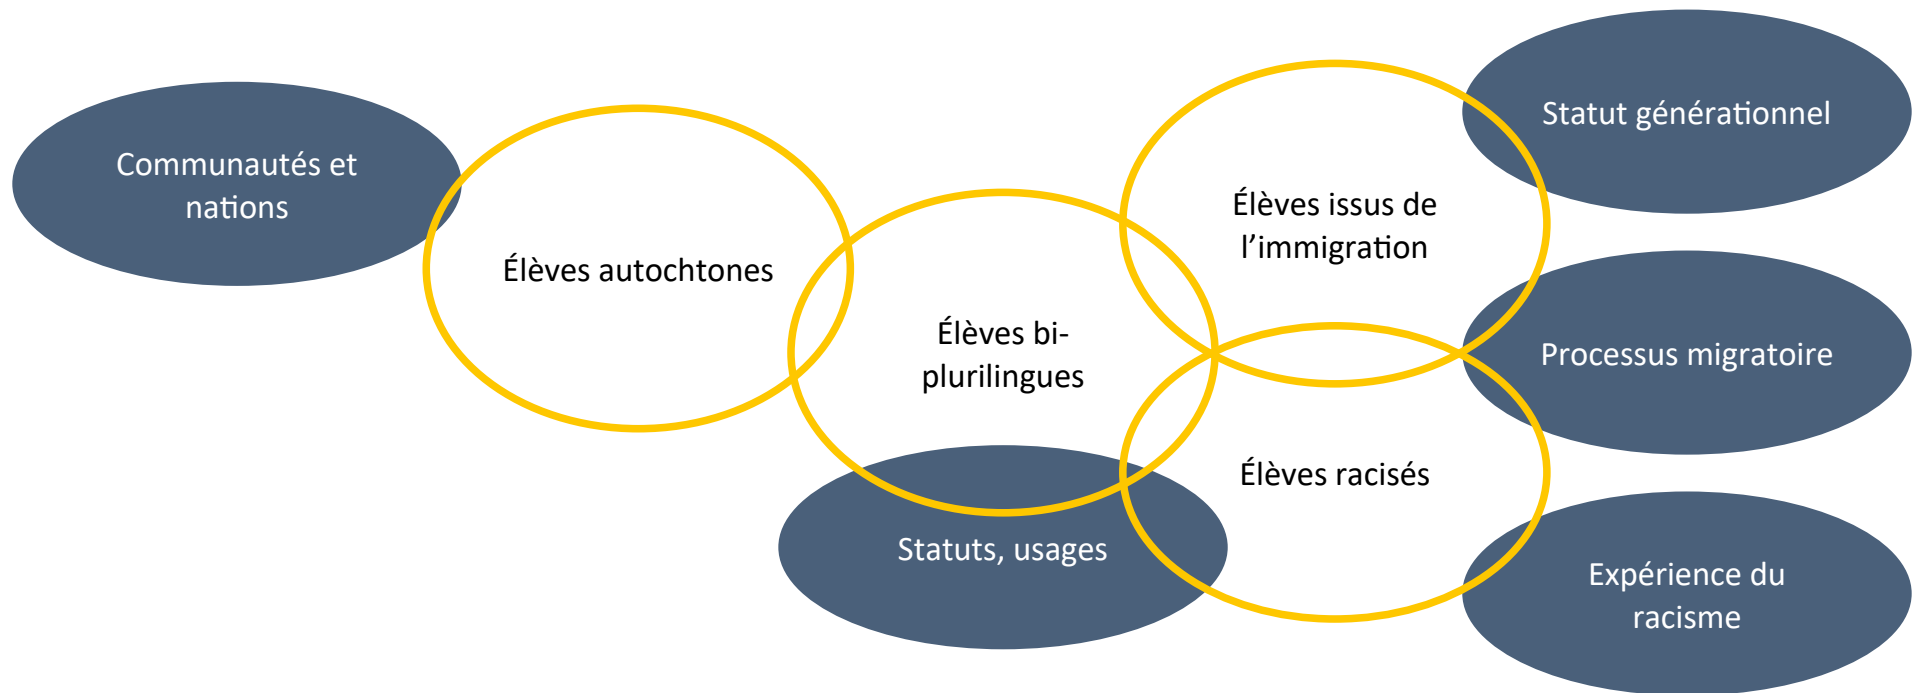 Communautés et
nations
Élèves autochtones
Élèves bi-
plurilingues
Statuts, usages
Élèves issus de
l’immigration
Élèves racisés
Statut générationnel
Processus migratoire
Expérience du
racisme